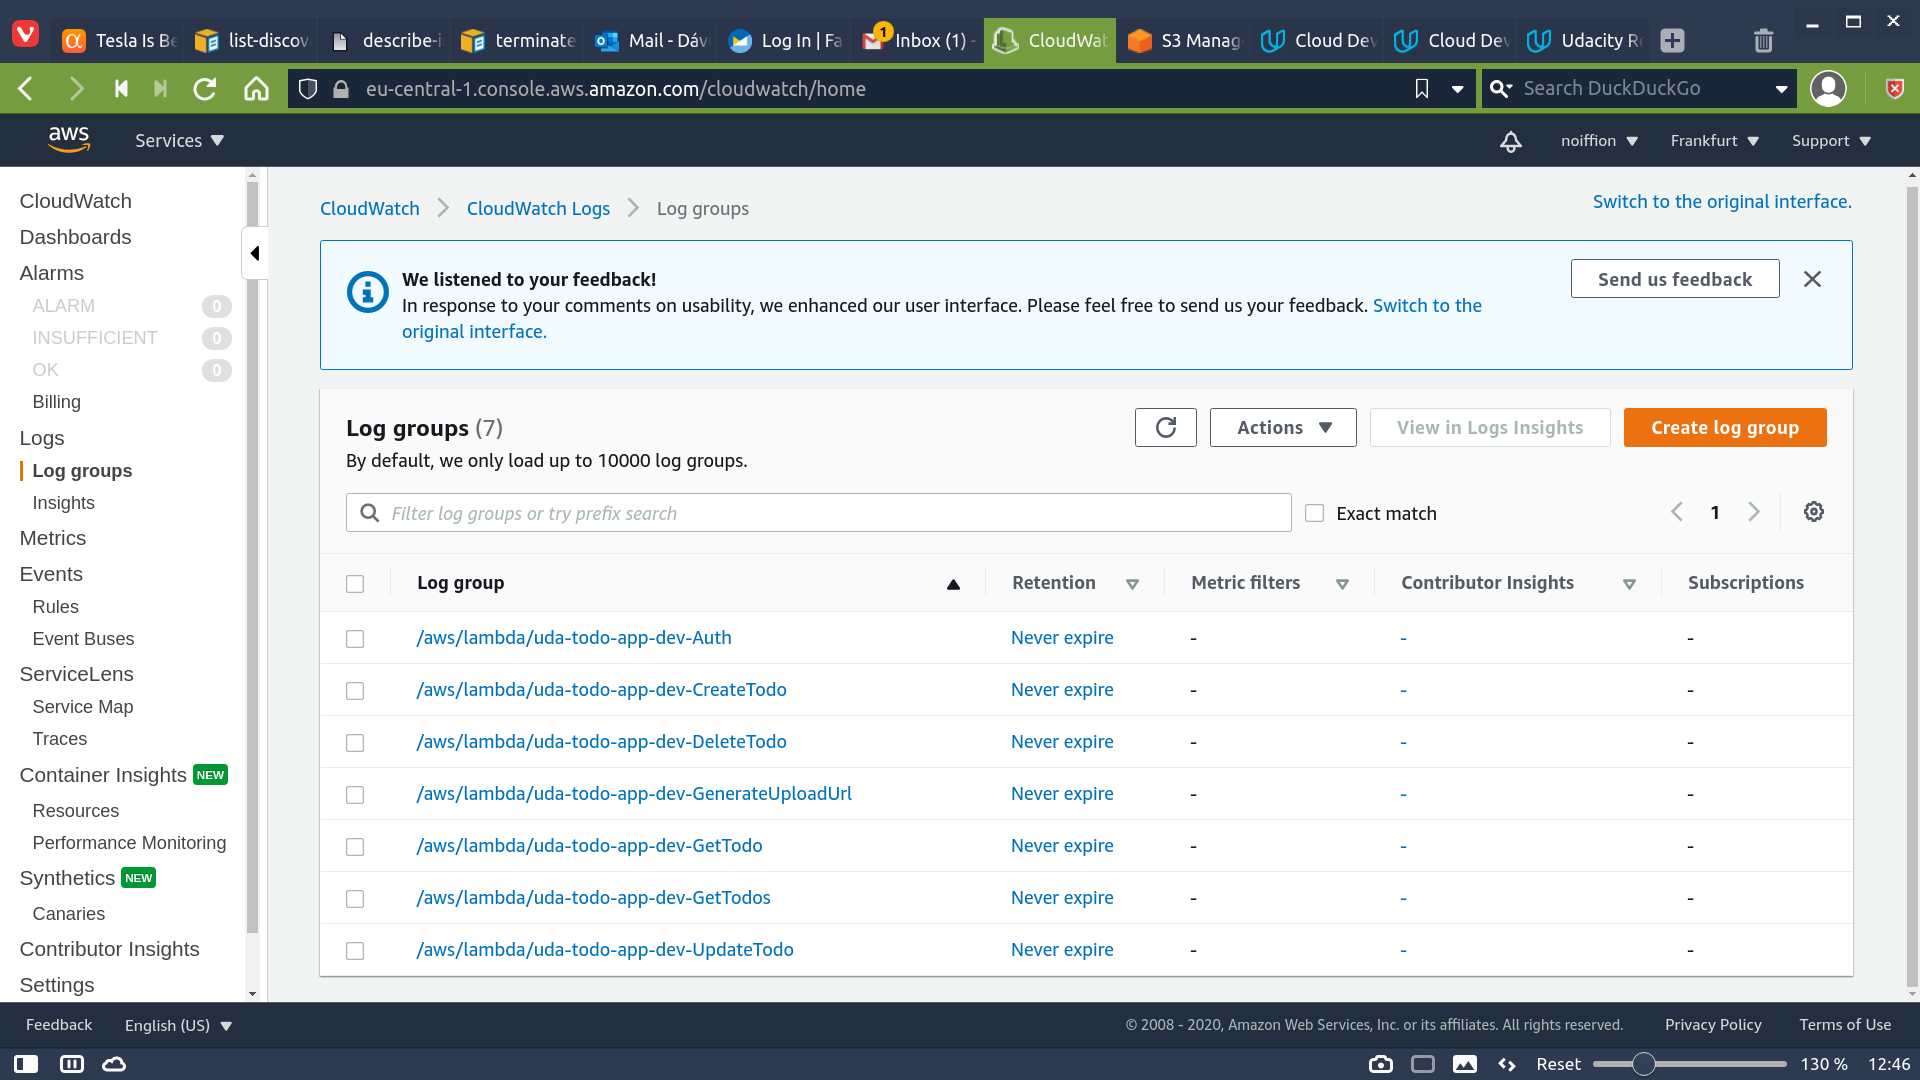 Tesla Is Be
list-discov
describe-i
terminate
Mail - Dávi
Log In | Fa
1
Inbox (1) -
CloudWat
S3 Manag
Cloud Dev
Cloud Dev
Udacity Re
eu-central-1.console.aws.amazon.com/cloudwatch/home
Search DuckDuckGo
aws
Services
noiffion
Frankfurt
Support
CloudWatch
Dashboards
Alarms
ALARM 0
INSUFFICIENT 0
OK 0
Billing
Logs
Log groups
Insights
Metrics
Events
Rules
Event Buses
ServiceLens
Service Map
Traces
Container Insights NEW
Resources
Performance Monitoring
Synthetics NEW
Canaries
Contributor Insights
Settings
CloudWatch
CloudWatch Logs
Log groups
Switch to the original interface.
We listened to your feedback!
In response to your comments on usability, we enhanced our user interface. Please feel free to send us your feedback. Switch to the
original interface.
Send us feedback
Log groups (7)
By default, we only load up to 10000 log groups.
Actions
View in Logs Insights
Create log group
Filter log groups or try prefix search
Exact match
1
Log group Retention Metric filters Contributor Insights Subscriptions
/aws/lambda/uda-todo-app-dev-Auth Never expire - - -
/aws/lambda/uda-todo-app-dev-CreateTodo Never expire - - -
/aws/lambda/uda-todo-app-dev-DeleteTodo Never expire - - -
/aws/lambda/uda-todo-app-dev-GenerateUploadUrl Never expire - - -
/aws/lambda/uda-todo-app-dev-GetTodo Never expire - - -
/aws/lambda/uda-todo-app-dev-GetTodos Never expire - - -
/aws/lambda/uda-todo-app-dev-UpdateTodo Never expire - - -
Feedback
English (US)
© 2008 - 2020, Amazon Web Services, Inc. or its affiliates. All rights reserved.
Privacy Policy
Terms of Use
Reset
130 %
12:46